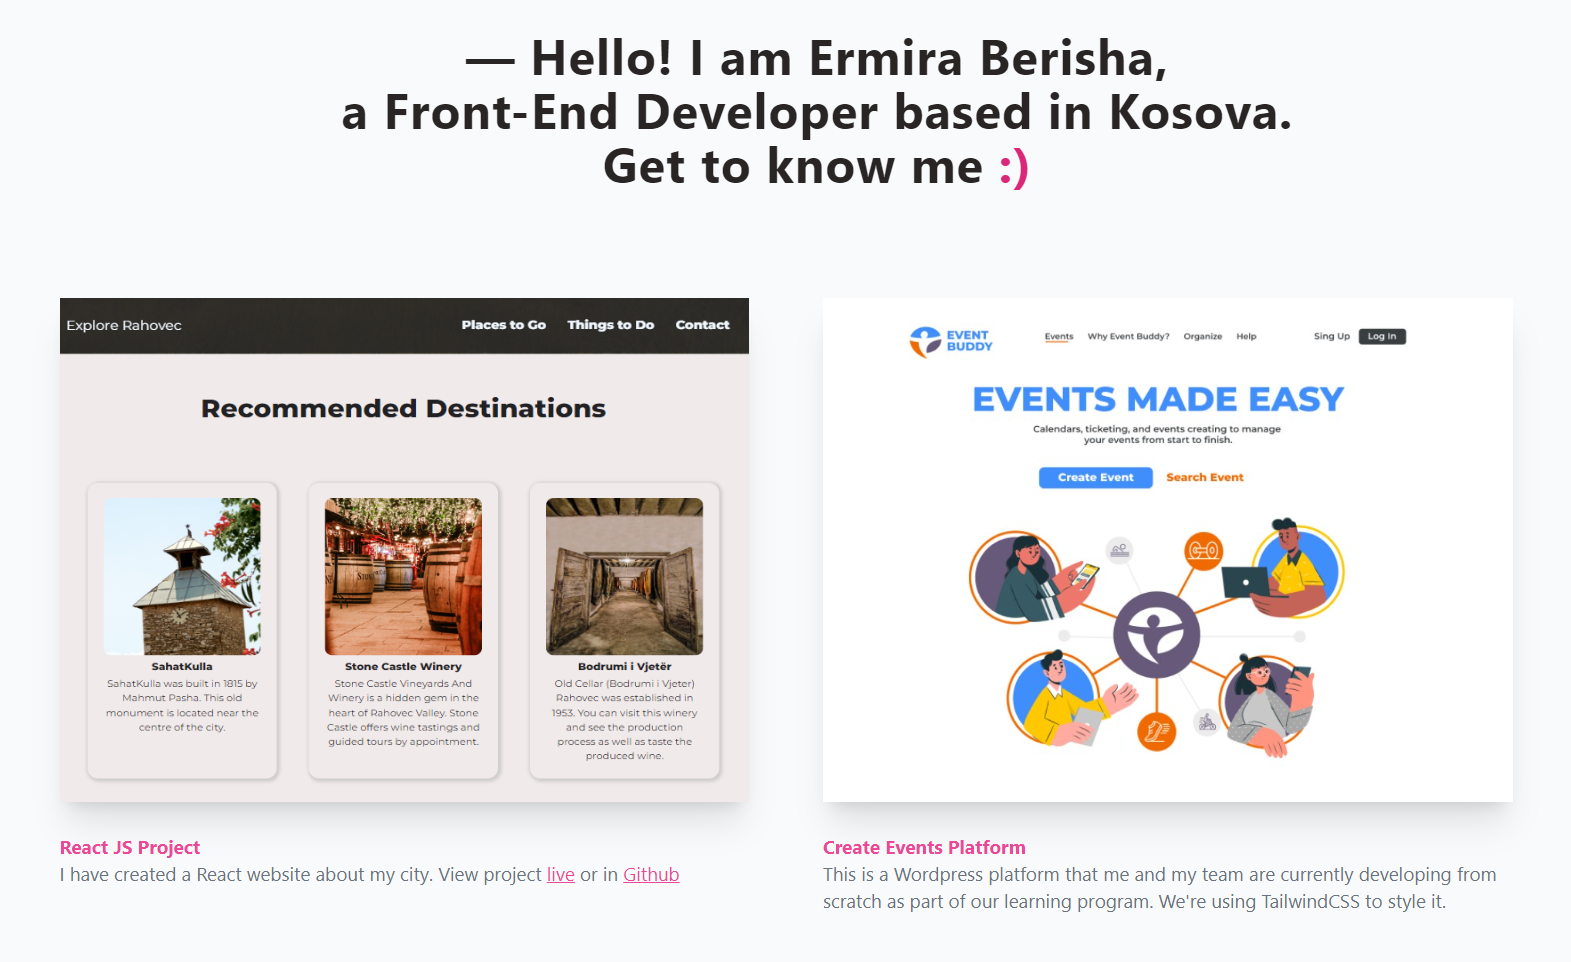 — Hello! I am Ermira Berisha,
a Front-End Developer based in Kosova.
Get to know me :)
Explore Rahovec
Places to Go
Things to Do
Contact
Recommended Destinations
SahatKulla
SahatKulla was built in 1815 by
Mahmut Pasha. This old
monument is located near the
centre of the city.
Stone Castle Winery
Stone Castle Vineyards And
Winery is a hidden gem in the
heart of Rahovec Valley. Stone
Castle offers wine tastings and
guided tours by appointment.
Bodrumi i Vjetër
Old Cellar (Bodrumi i Vjeter)
Rahovec was established in
1953. You can visit this winery
and see the production
process as well as taste the
produced wine.
React JS Project
I have created a React website about my city. View project live or in Github
EVENT
BUDDY
Events
Why Event Buddy?
Organize
Help
Sing Up
Log In
EVENTS MADE EASY
Calendars, ticketing, and events creating to manage
your events from start to finish.
Create Event
Search Event
Create Events Platform
This is a Wordpress platform that me and my team are currently developing from
scratch as part of our learning program. We're using TailwindCSS to style it.